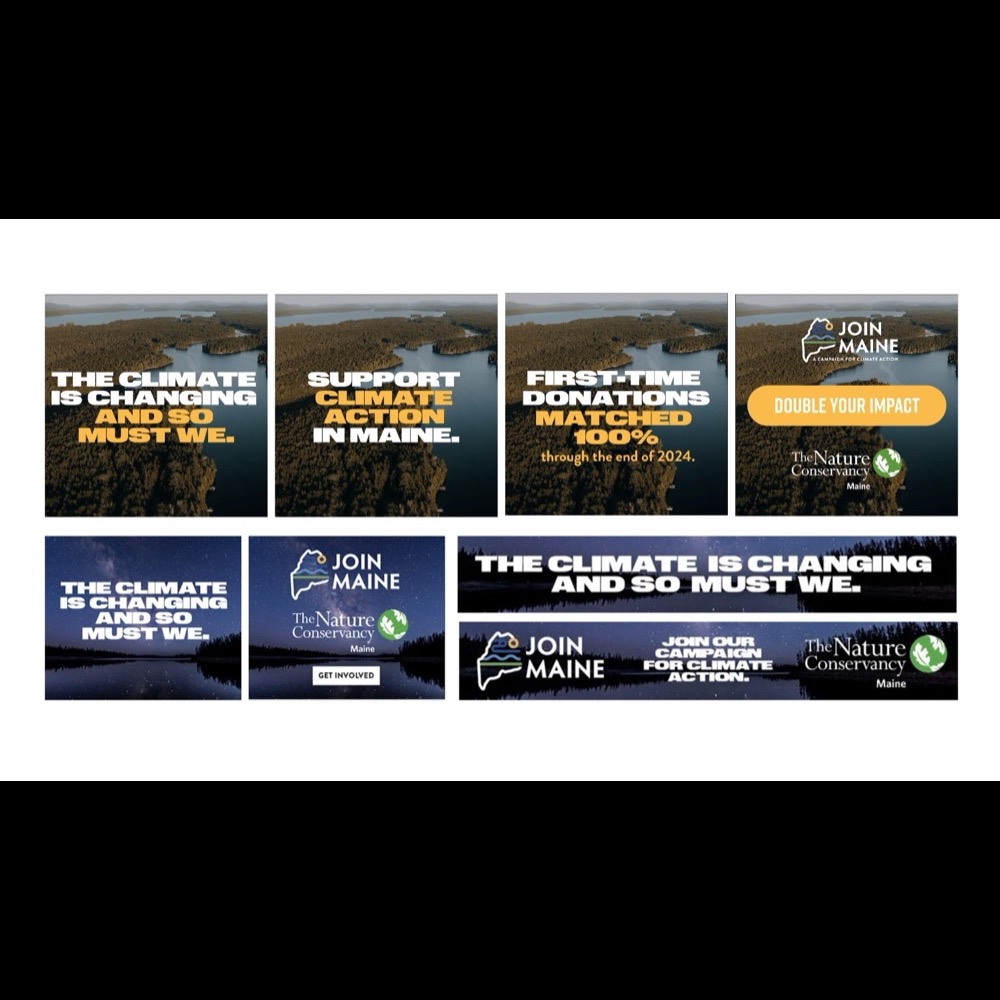 THE CLIMATE
IS CHANGING
AND SO
MUST WE.
SUPPORT
CLIMATE
ACTION
IN MAINE.
FIRST-TIME
DONATIONS
MATCHED
100%
through the end of 2024.
JOIN
MAINE
A CAMPAIGN FOR CLIMATE ACTION
DOUBLE YOUR IMPACT
The Nature
Conservancy
Maine
THE CLIMATE
IS CHANGING
AND SO
MUST WE.
JOIN
MAINE
The Nature
Conservancy
Maine
GET INVOLVED
THE CLIMATE IS CHANGING
AND SO MUST WE.
JOIN
MAINE
JOIN OUR
CAMPAIGN
FOR CLIMATE
ACTION.
The Nature
Conservancy
Maine